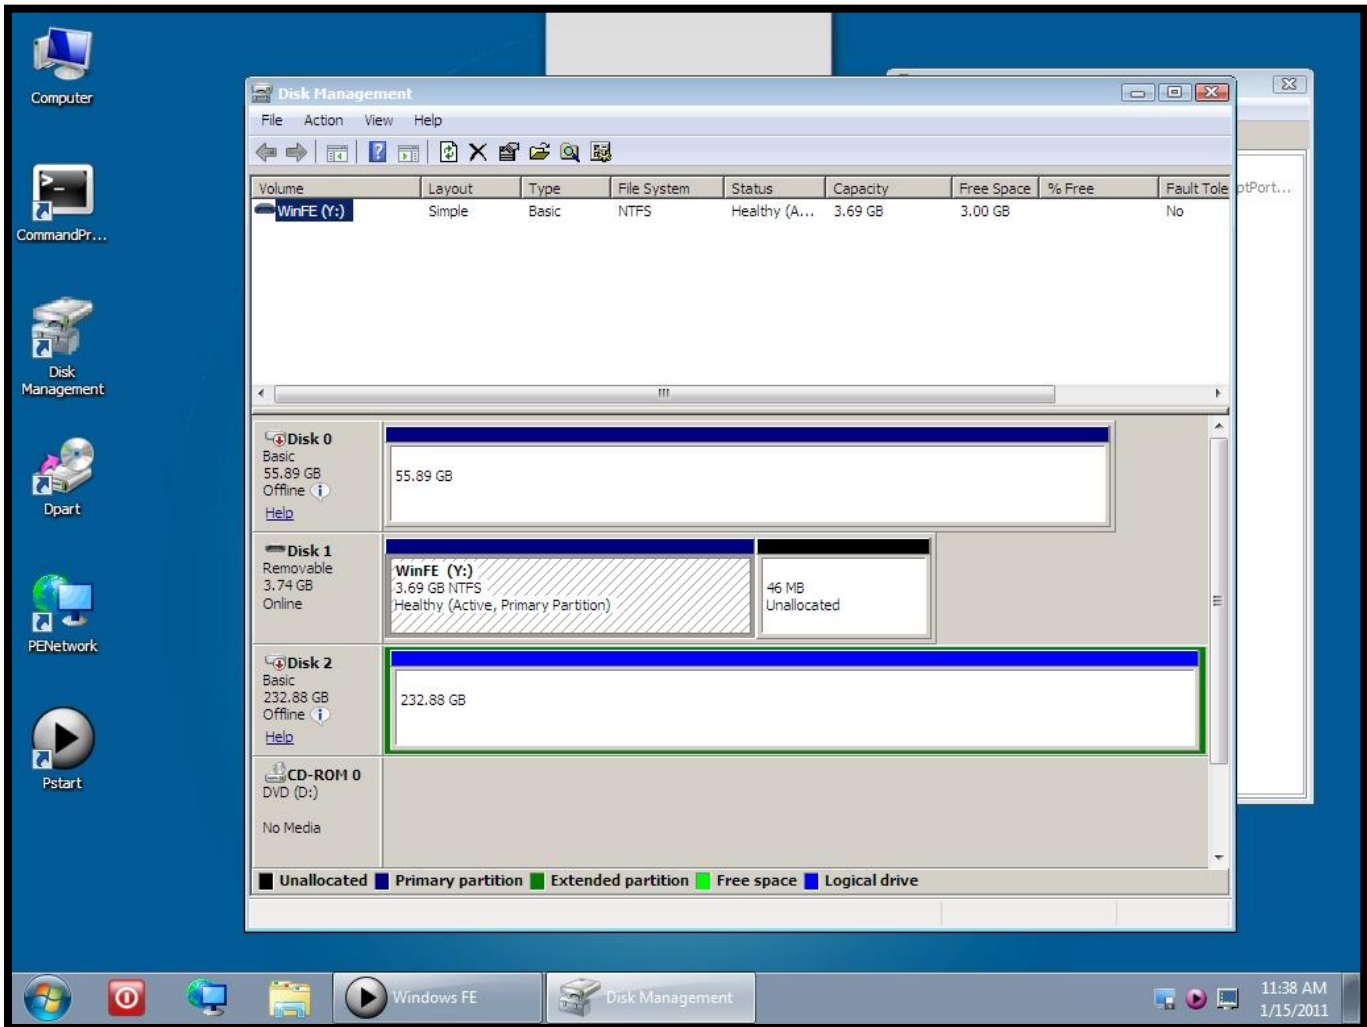 Computer
CommandPr...
Disk
Management
Dpart
PENetwork
Pstart
Disk Management
File Action View Help
Volume Layout Type File System Status Capacity Free Space % Free Fault Tole
ptPort...
WinFE (Y:) Simple Basic NTFS Healthy (A... 3.69 GB 3.00 GB No
Disk 0
Basic
55.89 GB
Offline
Help
55.89 GB
Disk 1
Removable
3.74 GB
Online
WinFE (Y:)
3.69 GB NTFS
Healthy (Active, Primary Partition)
46 MB
Unallocated
Disk 2
Basic
232.88 GB
Offline
Help
232.88 GB
CD-ROM 0
DVD (D:)
No Media
Unallocated Primary partition Extended partition Free space Logical drive
Windows FE
Disk Management
11:38 AM
1/15/2011